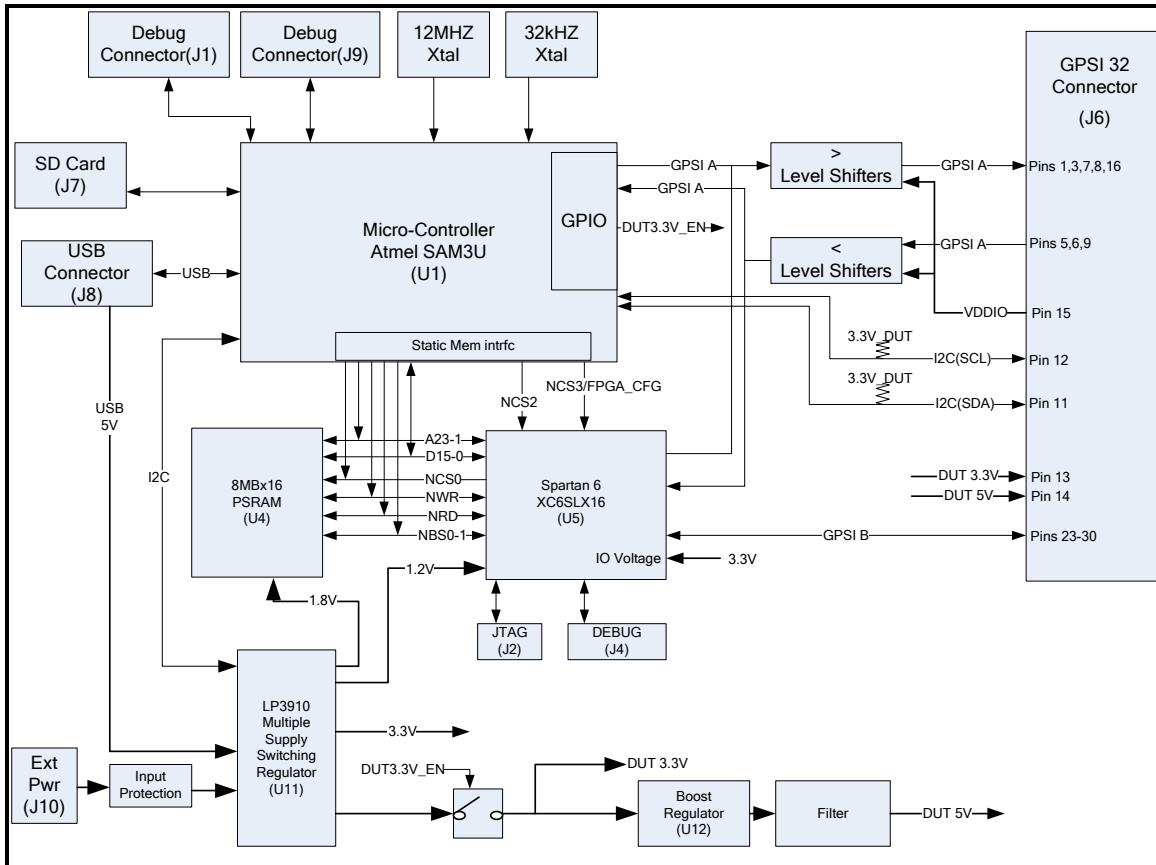 Debug
Connector(J1)
Debug
Connector(J9)
12MHZ
Xtal
32kHZ
Xtal
GPSI 32
Connector
(J6)
SD Card
(J7)
USB
Connector
(J8)
USB
Micro-Controller
Atmel SAM3U
(U1)
GPIO
Static Mem intrfc
GPSI A
GPSI A
DUT3.3V_EN
>
Level Shifters
<
Level Shifters
GPSI A
GPSI A
VDDIO
3.3V_DUT
I2C(SCL)
3.3V_DUT
I2C(SDA)
Pins 1,3,7,8,16
Pins 5,6,9
Pin 15
Pin 12
Pin 11
DUT 3.3V
Pin 13
DUT 5V
Pin 14
GPSI B
Pins 23-30
NCS2
NCS3/FPGA_CFG
USB
5V
I2C
8MBx16
PSRAM
(U4)
A23-1
D15-0
NCS0
NWR
NRD
NBS0-1
Spartan 6
XC6SLX16
(U5)
IO Voltage
3.3V
1.2V
1.8V
JTAG
(J2)
DEBUG
(J4)
LP3910
Multiple
Supply
Switching
Regulator
(U11)
3.3V
Ext
Pwr
(J10)
Input
Protection
DUT3.3V_EN
DUT 3.3V
Boost
Regulator
(U12)
Filter
DUT 5V